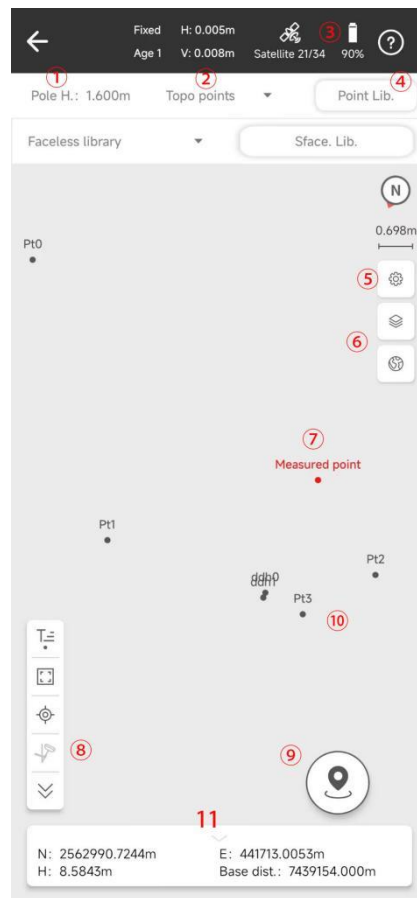 Fixed H: 0.005m ③
Age 1 V: 0.008m Satellite 21/34 90% ?
① ② ④
Pole H.: 1.600m Topo points Point Lib.
Faceless library Sface. Lib.
N
0.698m
Pt0
⑤
⑥
⑦
Measured point
Pt1
Pt2
ddh0
ddh1
Pt3
⑩
T
⑧
⑨
11
N: 2562990.7244m E: 441713.0053m
H: 8.5843m Base dist.: 7439154.000m